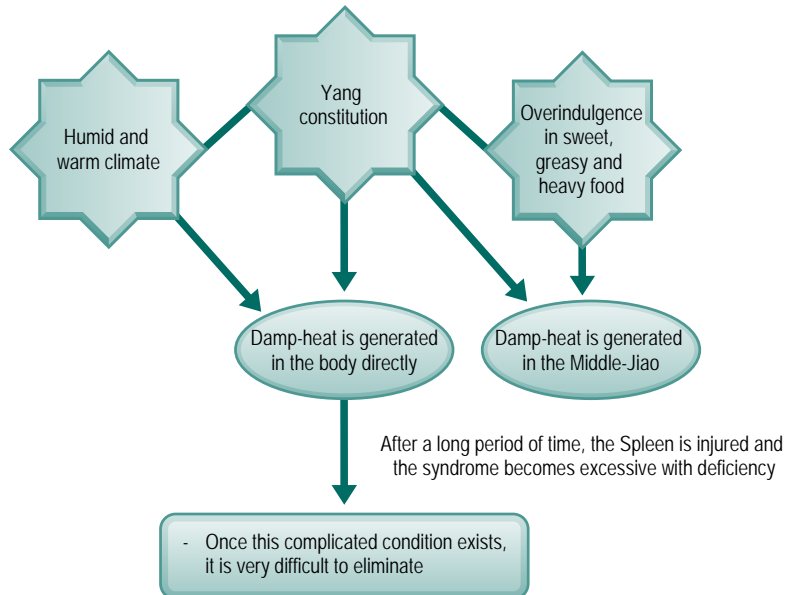 Humid and
warm climate
Yang
constitution
Overindulgence
in sweet,
greasy and
heavy food
Damp-heat is generated
in the body directly
Damp-heat is generated
in the Middle-Jiao
After a long period of time, the Spleen is injured and
the syndrome becomes excessive with deficiency
- Once this complicated condition exists,
it is very difficult to eliminate